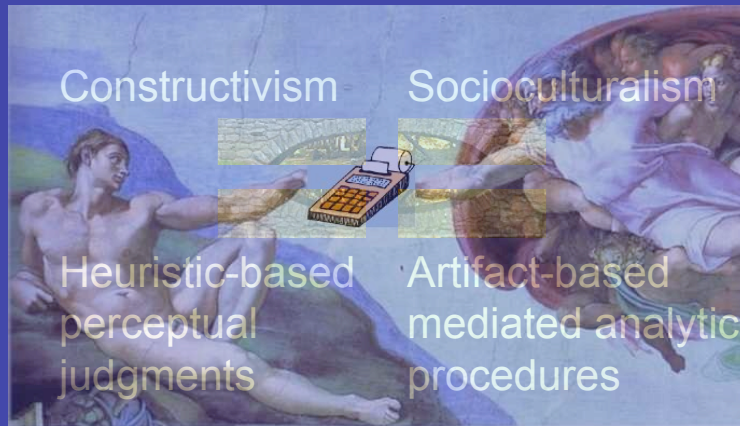 Constructivism
Socioculturalism
Heuristic-based
perceptual
judgments
Artifact-based
mediated analytic
procedures